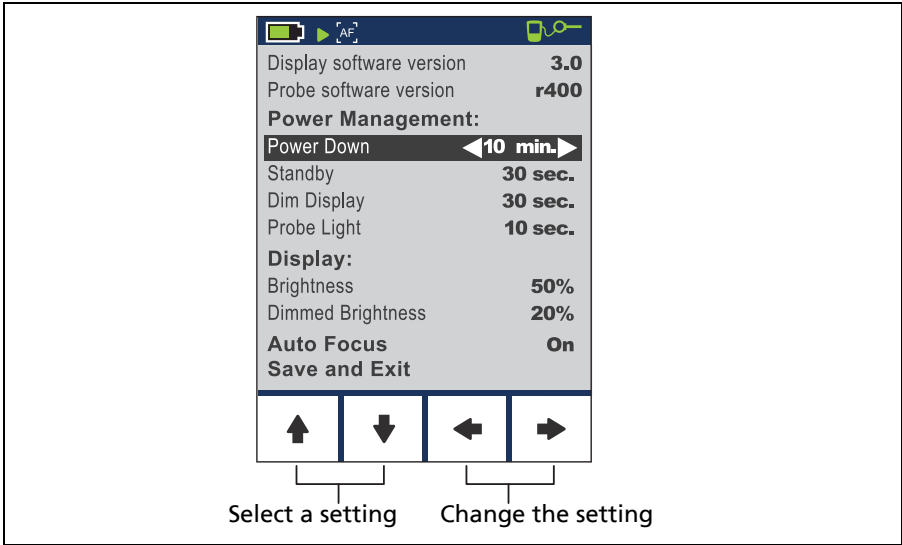 AF
Display software version 3.0
Probe software version r400
Power Management:
Power Down 10 min.
Standby 30 sec.
Dim Display 30 sec.
Probe Light 10 sec.
Display:
Brightness 50%
Dimmed Brightness 20%
Auto Focus On
Save and Exit
Select a setting Change the setting